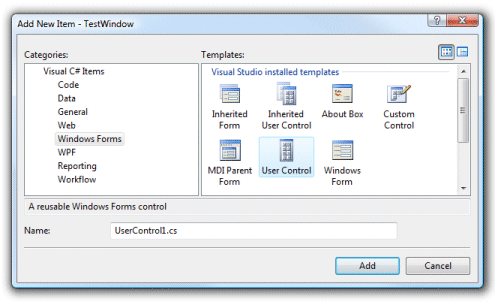 Add New Item - TestWindow
Categories:
Templates:
Visual C# Items
Code
Data
General
Web
Windows Forms
WPF
Reporting
Workflow
Visual Studio installed templates
Inherited Form
Inherited User Control
About Box
Custom Control
MDI Parent Form
User Control
Windows Form
A reusable Windows Forms control
Name:
UserControl1.cs
Add
Cancel